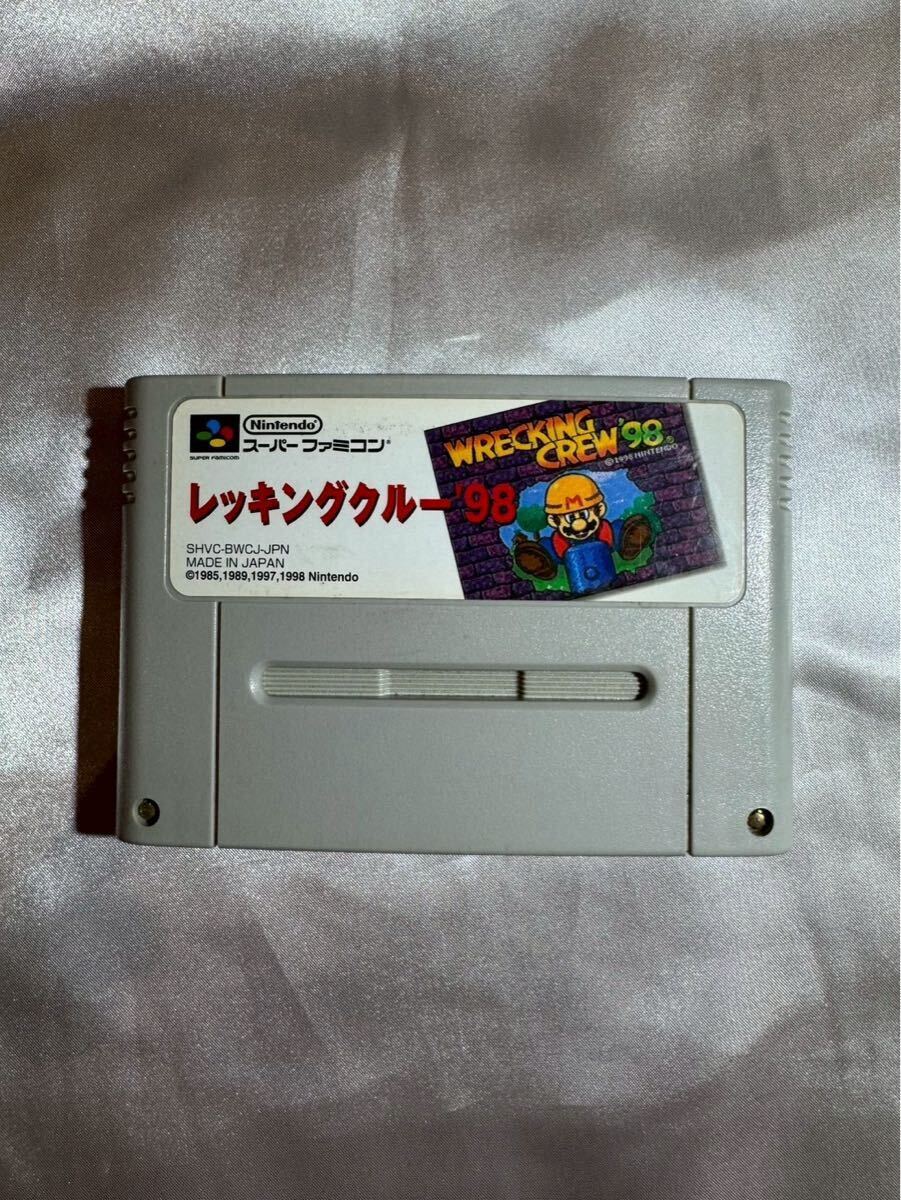 Nintendo®
スーパーファミコン®
SUPER FAMICOM
レッキングクルー'98
SHVC-BWCJ-JPN
MADE IN JAPAN
©1985,1989,1997,1998 Nintendo
WRECKING
CREW'98®
©1998 NINTENDO
M